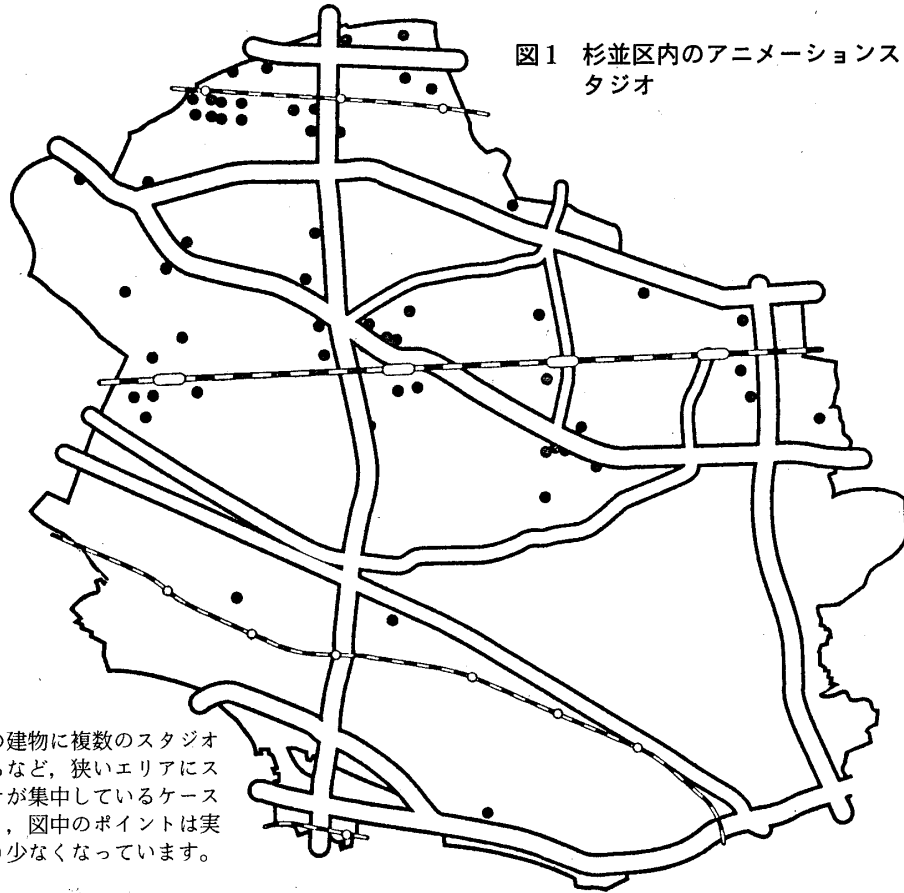 図1 杉並区内のアニメーションス
タジオ
の建物に複数のスタジオ
など，狭いエリアにス
が集中しているケース
，図中のポイントは実
少なくなっています。